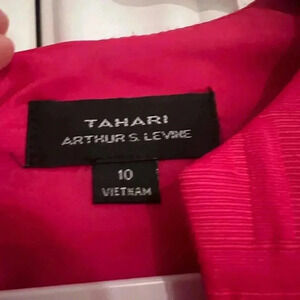 TAHARI
ARTHUR S. LEVINE
10
VIETNAM